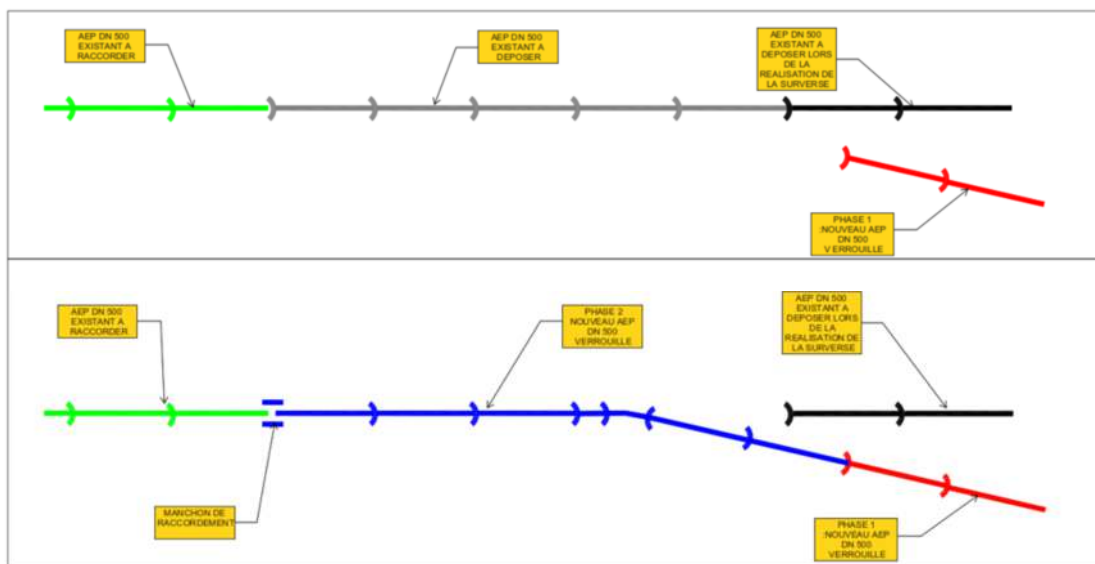 AEP DN 500
EXISTANT A
RACCORDER
AEP DN 500
EXISTANT A
DEPOSER
AEP DN 500
EXISTANT A
DEPOSER LORS
DE LA
REALISATION DE
LA SURVERSE
PHASE 1
:NOUVEAU AEP
DN 500
VERROUILLE
AEP DN 500
EXISTANT A
RACCORDER
PHASE 2
NOUVEAU AEP
DN 500
VERROUILLE
AEP DN 500
EXISTANT A
DEPOSER LORS
DE LA
REALISATION DE
LA SURVERSE
MANCHON DE
RACCORDEMENT
PHASE 1
:NOUVEAU AEP
DN 500
VERROUILLE